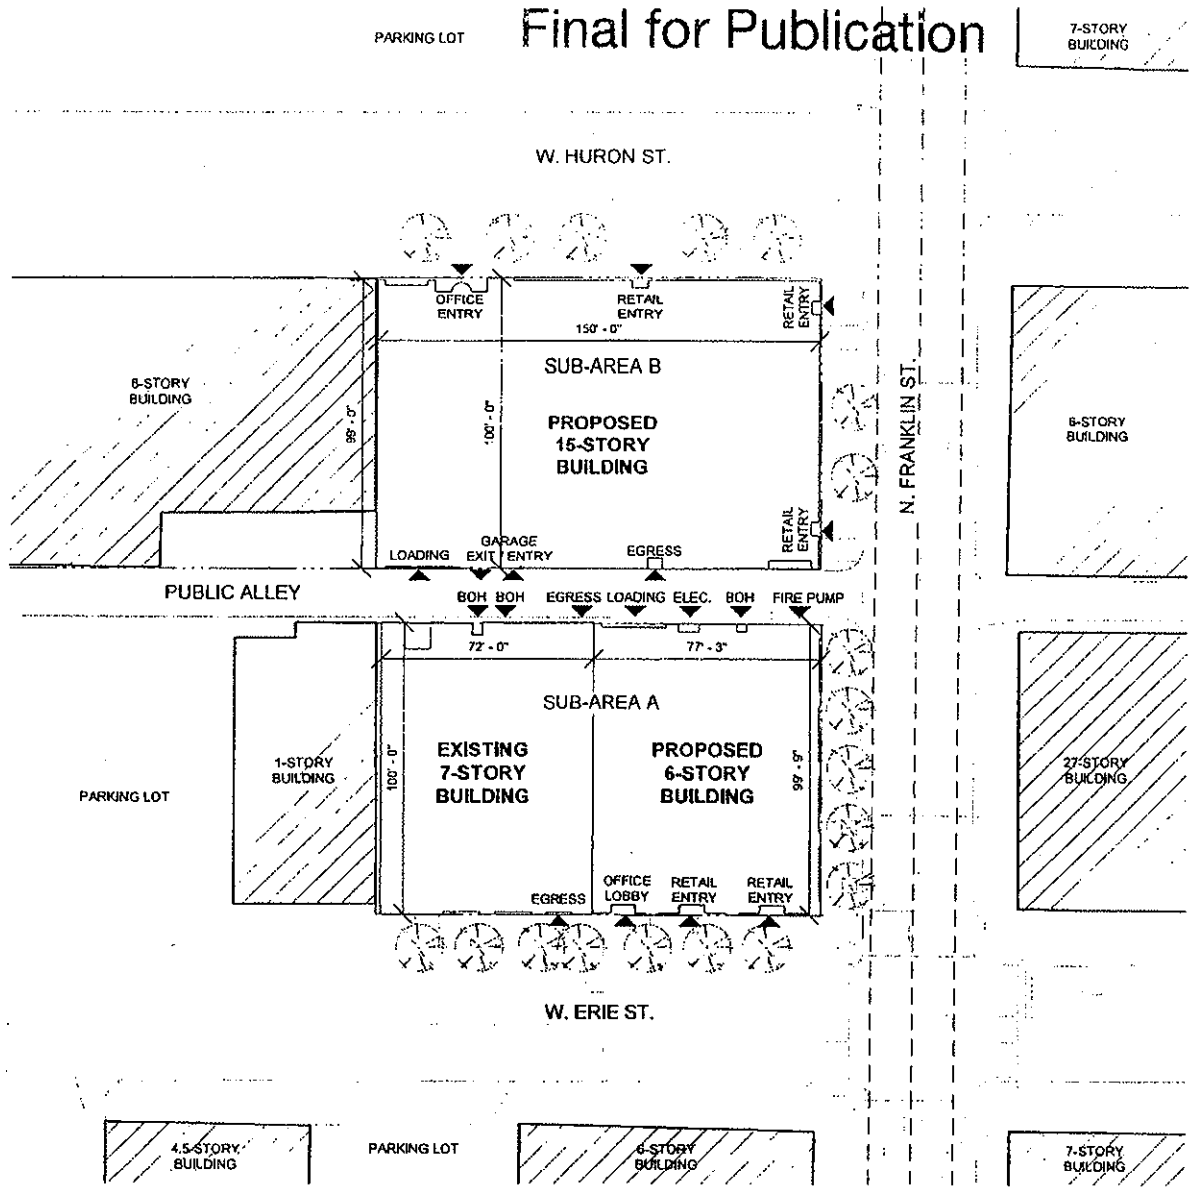 Final for Publication
PARKING LOT
7-STORY
BUILDING
W. HURON ST.
OFFICE
ENTRY
RETAIL
ENTRY
RETAIL
ENTRY
150' - 0"
SUB-AREA B
6-STORY
BUILDING
99' - 0"
100' - 0"
PROPOSED
15-STORY
BUILDING
N. FRANKLIN ST.
6-STORY
BUILDING
RETAIL
ENTRY
LOADING
GARAGE
EXIT ENTRY
EGRESS
PUBLIC ALLEY
BOH BOH EGRESS LOADING ELEC. BOH FIRE PUMP
72' - 0"
77' - 3"
SUB-AREA A
1-STORY
BUILDING
100' - 0"
EXISTING
7-STORY
BUILDING
PROPOSED
6-STORY
BUILDING
99' - 9"
27-STORY
BUILDING
PARKING LOT
EGRESS
OFFICE
LOBBY
RETAIL
ENTRY
RETAIL
ENTRY
W. ERIE ST.
4.5-STORY
BUILDING
PARKING LOT
6-STORY
BUILDING
7-STORY
BUILDING